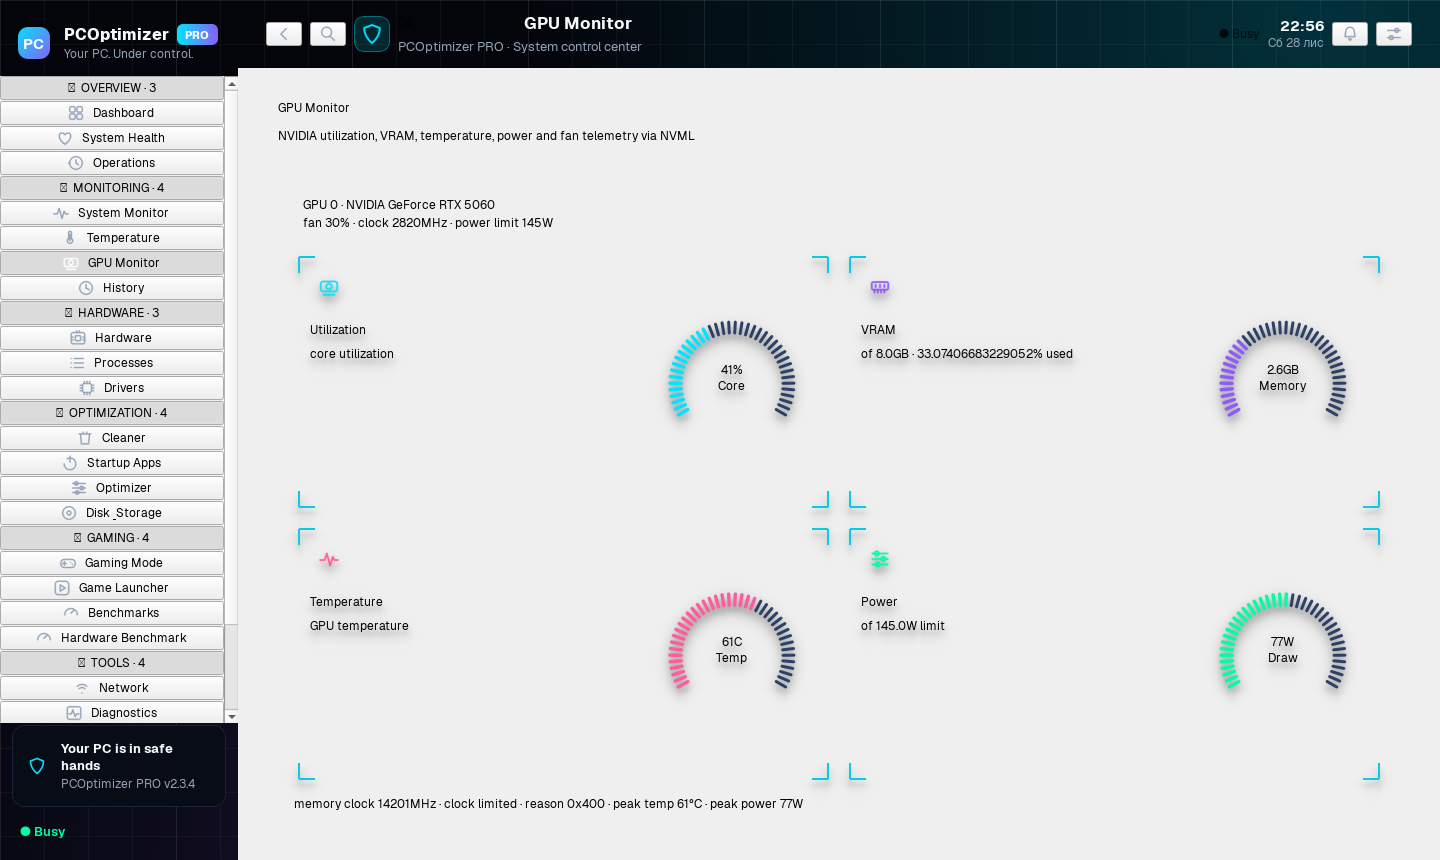 PC
PCOptimizer PRO
Your PC. Under control.
OVERVIEW · 3
Dashboard
System Health
Operations
MONITORING · 4
System Monitor
Temperature
GPU Monitor
History
HARDWARE · 3
Hardware
Processes
Drivers
OPTIMIZATION · 4
Cleaner
Startup Apps
Optimizer
Disk _Storage
GAMING · 4
Gaming Mode
Game Launcher
Benchmarks
Hardware Benchmark
TOOLS · 4
Network
Diagnostics
Your PC is in safe
hands
PCOptimizer PRO v2.3.4
Busy
GPU Monitor
PCOptimizer PRO · System control center
Busy
22:56
Сб 28 лис
GPU Monitor
NVIDIA utilization, VRAM, temperature, power and fan telemetry via NVML
GPU 0 · NVIDIA GeForce RTX 5060
fan 30% · clock 2820MHz · power limit 145W
Utilization
core utilization
41%
Core
VRAM
of 8.0GB · 33.07406683229052% used
2.6GB
Memory
Temperature
GPU temperature
61C
Temp
Power
of 145.0W limit
77W
Draw
memory clock 14201MHz · clock limited · reason 0x400 · peak temp 61°C · peak power 77W